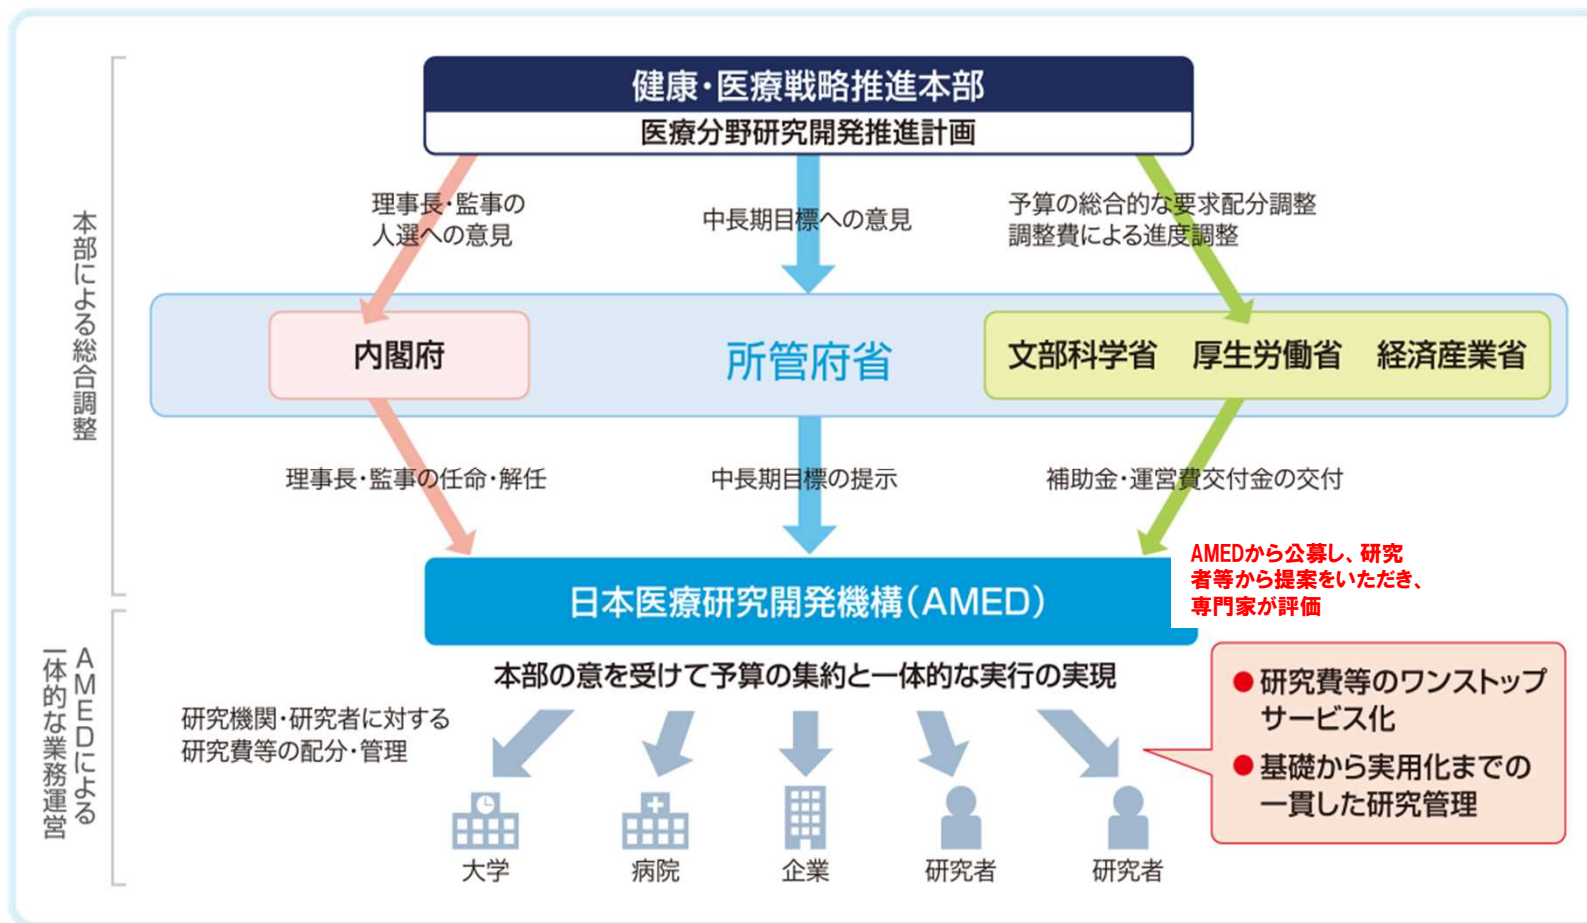 健康・医療戦略推進本部
医療分野研究開発推進計画
本部による総合調整
理事長・監事の
人選への意見
中長期目標への意見
予算の総合的な要求配分調整
調整費による進度調整
内閣府
所管府省
文部科学省 厚生労働省 経済産業省
理事長・監事の任命・解任
中長期目標の提示
補助金・運営費交付金の交付
日本医療研究開発機構(AMED)
AMEDから公募し、研究
者等から提案をいただき、
専門家が評価
AMEDによる
一体的な業務運営
本部の意を受けて予算の集約と一体的な実行の実現
研究機関・研究者に対する
研究費等の配分・管理
●研究費等のワンストップ
サービス化
●基礎から実用化までの
一貫した研究管理
大学
病院
企業
研究者
研究者